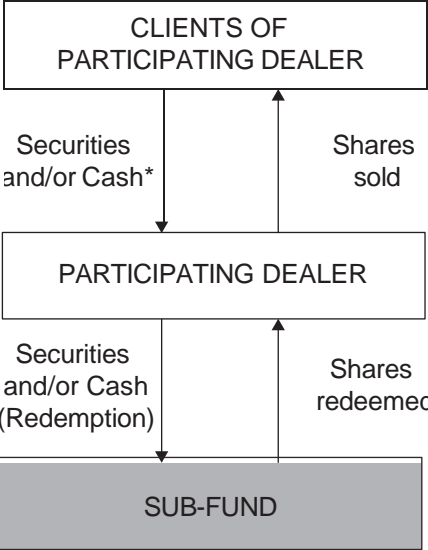 CLIENTS OF
PARTICIPATING DEALER
Securities
and/or Cash*
Shares
sold
PARTICIPATING DEALER
Securities
and/or Cash
(Redemption)
Shares
redeemed
SUB-FUND